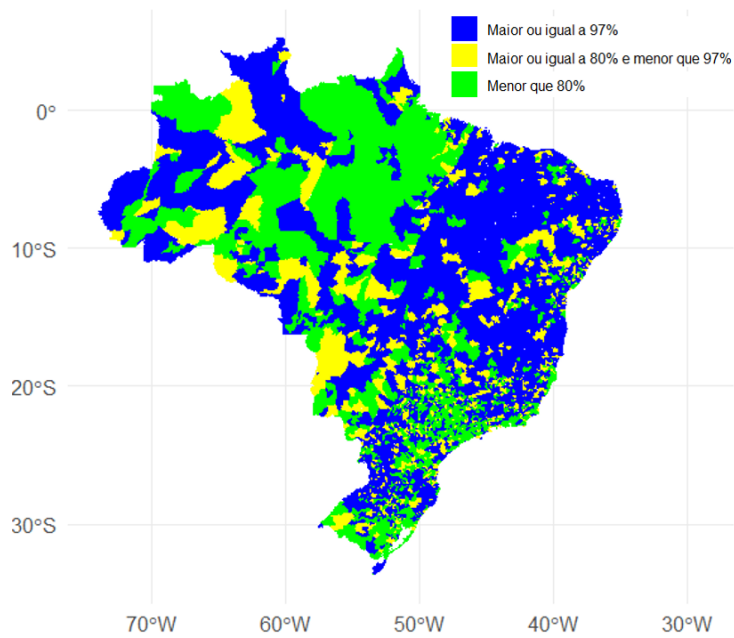 Maior ou igual a 97%
Maior ou igual a 80% e menor que 97%
Menor que 80%
0°
10°S
20°S
30°S
70°W 60°W 50°W 40°W 30°W